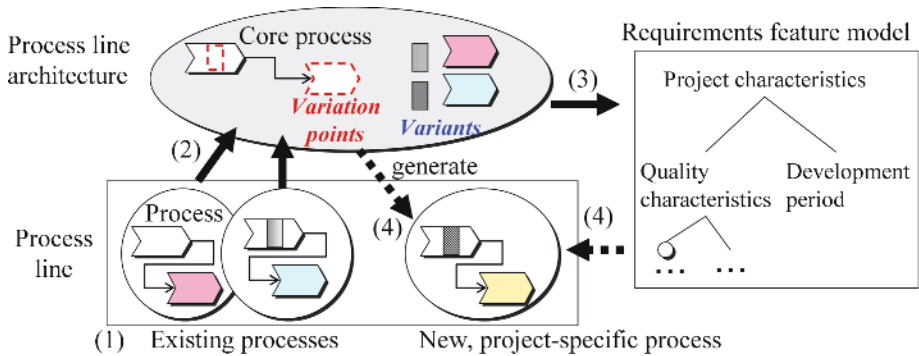 Process line
architecture
Core process
Variation
points
Variants
(3)
Requirements feature model
Project characteristics
Quality
characteristics
Development
period
. . .
. . .
(2)
generate
(4)
(4)
Process
line
Process
(1)
Existing processes
New, project-specific process